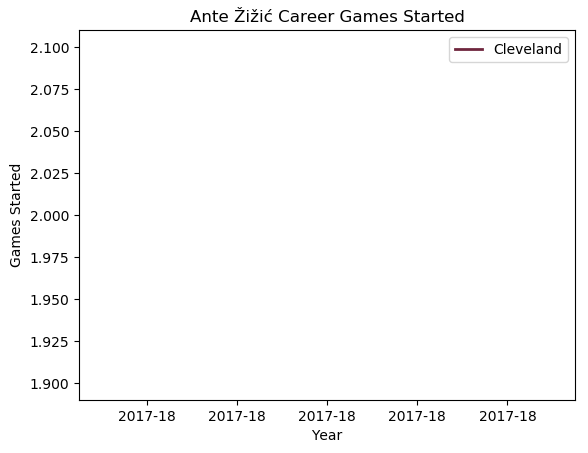 Ante Žižić Career Games Started
Cleveland
Games Started
2.100
2.075
2.050
2.025
2.000
1.975
1.950
1.925
1.900
2017-18 2017-18 2017-18 2017-18 2017-18
Year